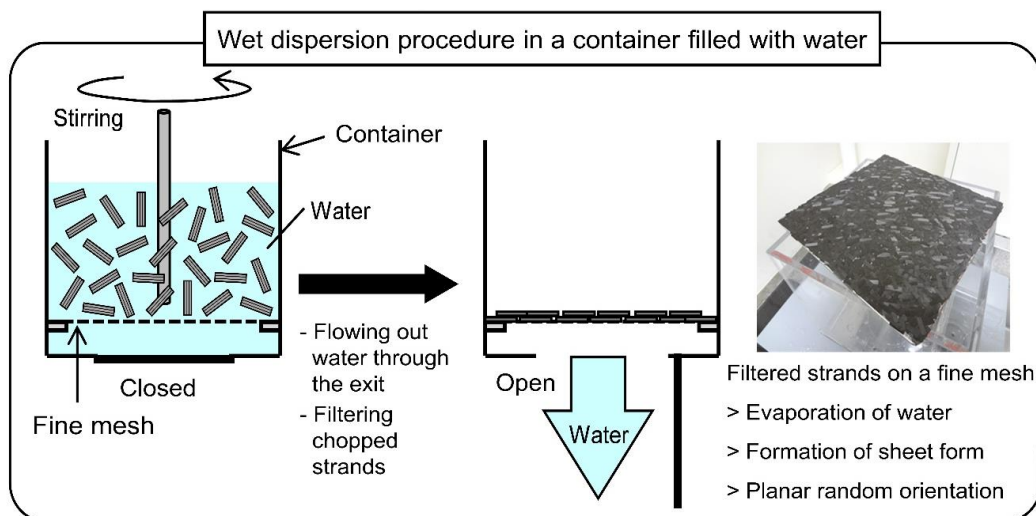 Wet dispersion procedure in a container filled with water
Stirring
Container
Water
Closed
Fine mesh
- Flowing out
water through
the exit
- Filtering
chopped
strands
Open
Water
Filtered strands on a fine mesh
> Evaporation of water
> Formation of sheet form
> Planar random orientation